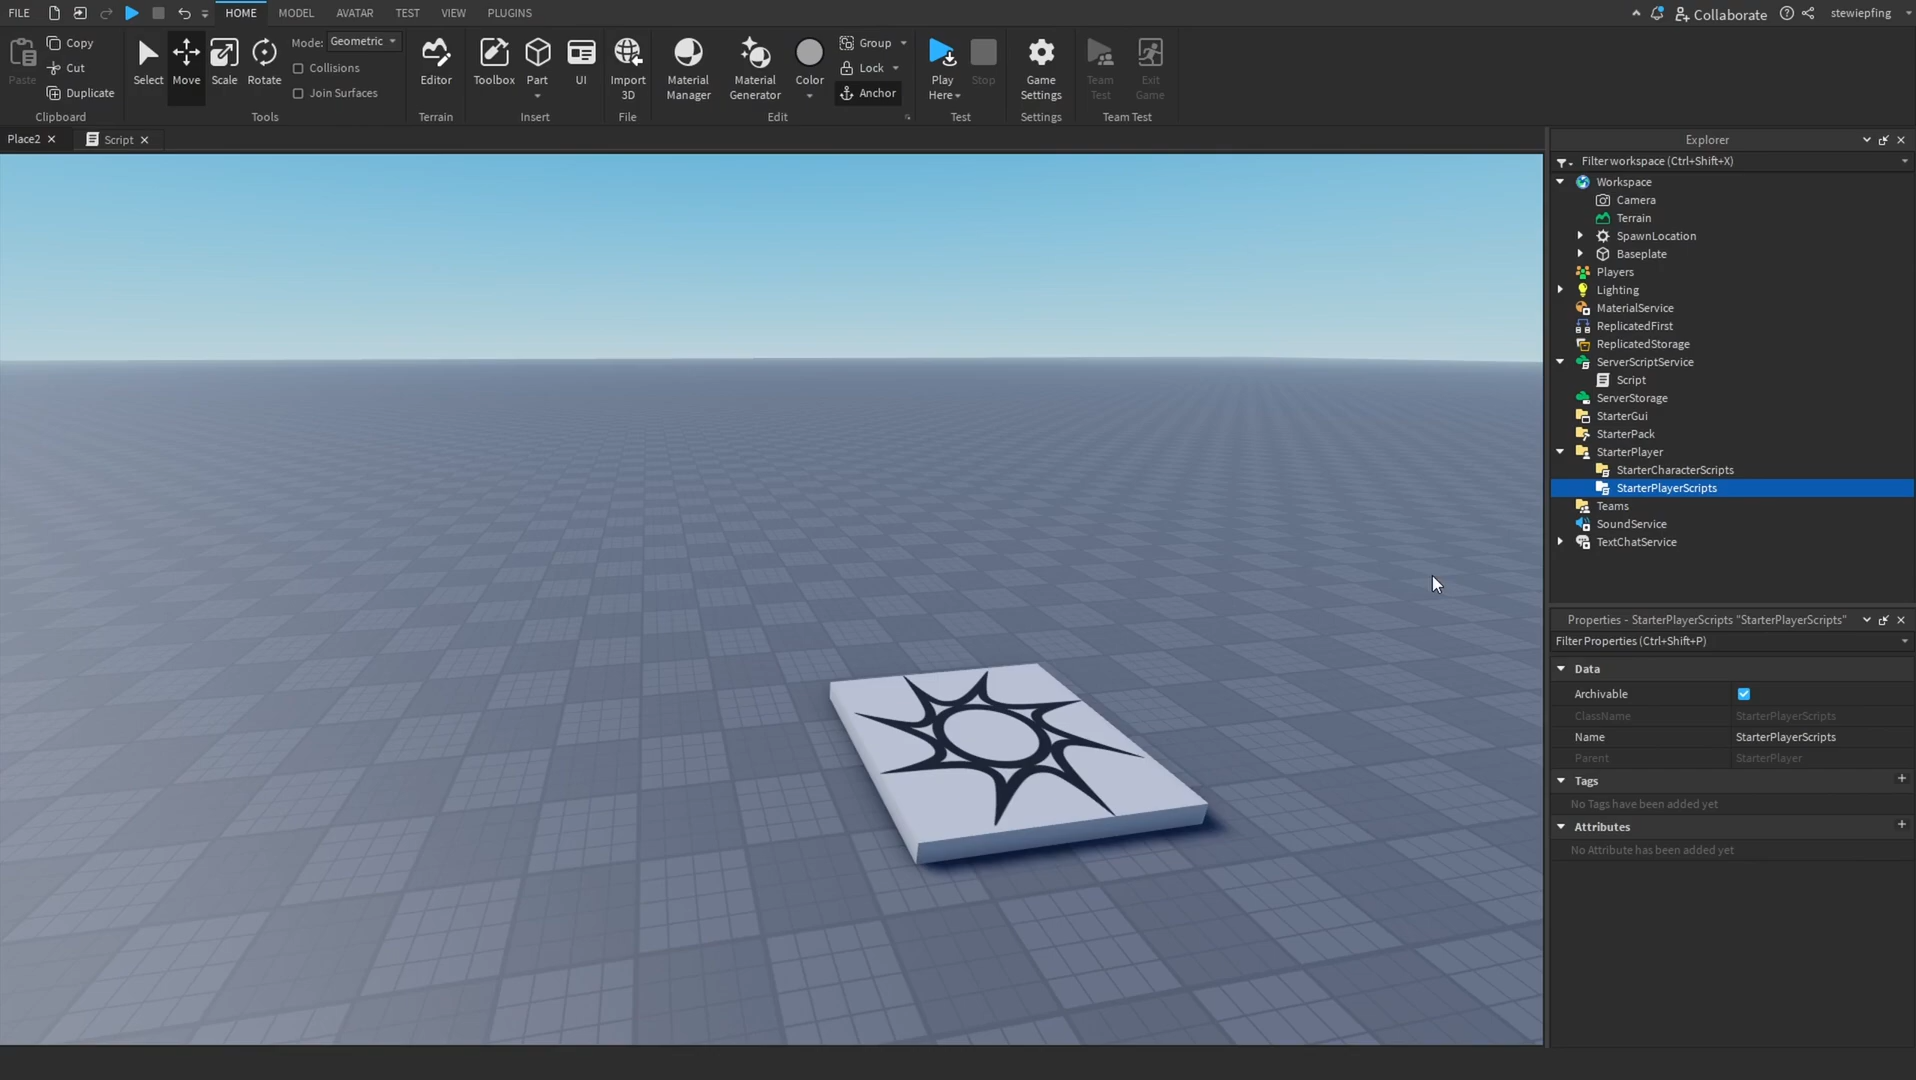 FILE HOME MODEL AVATAR TEST VIEW PLUGINS Collaborate stewiepfing
Paste Copy Cut Duplicate Clipboard
Select Move Scale Rotate Mode: Geometric Collisions Join Surfaces Tools
Editor Terrain
Toolbox Part UI Insert
Import 3D File
Material Manager Material Generator Color Group Lock Anchor Edit
Play Here Stop Test
Game Settings Settings
Team Test Exit Game Team Test
Place2 Script
Explorer
Filter workspace (Ctrl+Shift+X)
Workspace
Camera
Terrain
SpawnLocation
Baseplate
Players
Lighting
MaterialService
ReplicatedFirst
ReplicatedStorage
ServerScriptService
Script
ServerStorage
StarterGui
StarterPack
StarterPlayer
StarterCharacterScripts
StarterPlayerScripts
Teams
SoundService
TextChatService
Properties - StarterPlayerScripts "StarterPlayerScripts"
Filter Properties (Ctrl+Shift+P)
Data
Archivable
ClassName StarterPlayerScripts
Name StarterPlayerScripts
Parent StarterPlayer
Tags +
No Tags have been added yet
Attributes +
No Attribute has been added yet